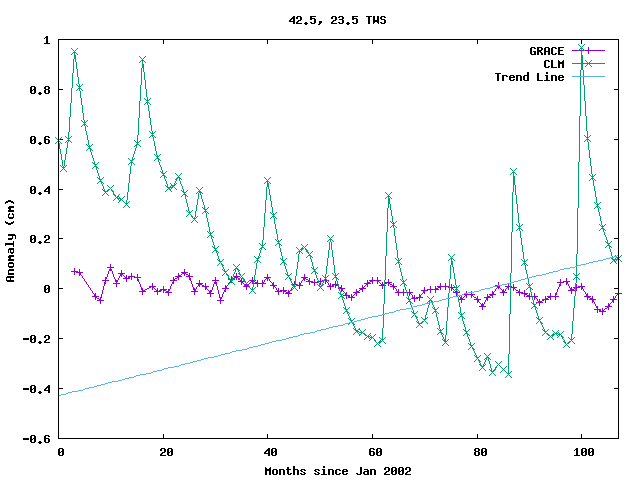 42.5, 23.5 TWS
GRACE
CLM
Trend Line
1
0.8
0.6
0.4
0.2
0
-0.2
-0.4
-0.6
Anomaly (cm)
0 20 40 60 80 100
Months since Jan 2002